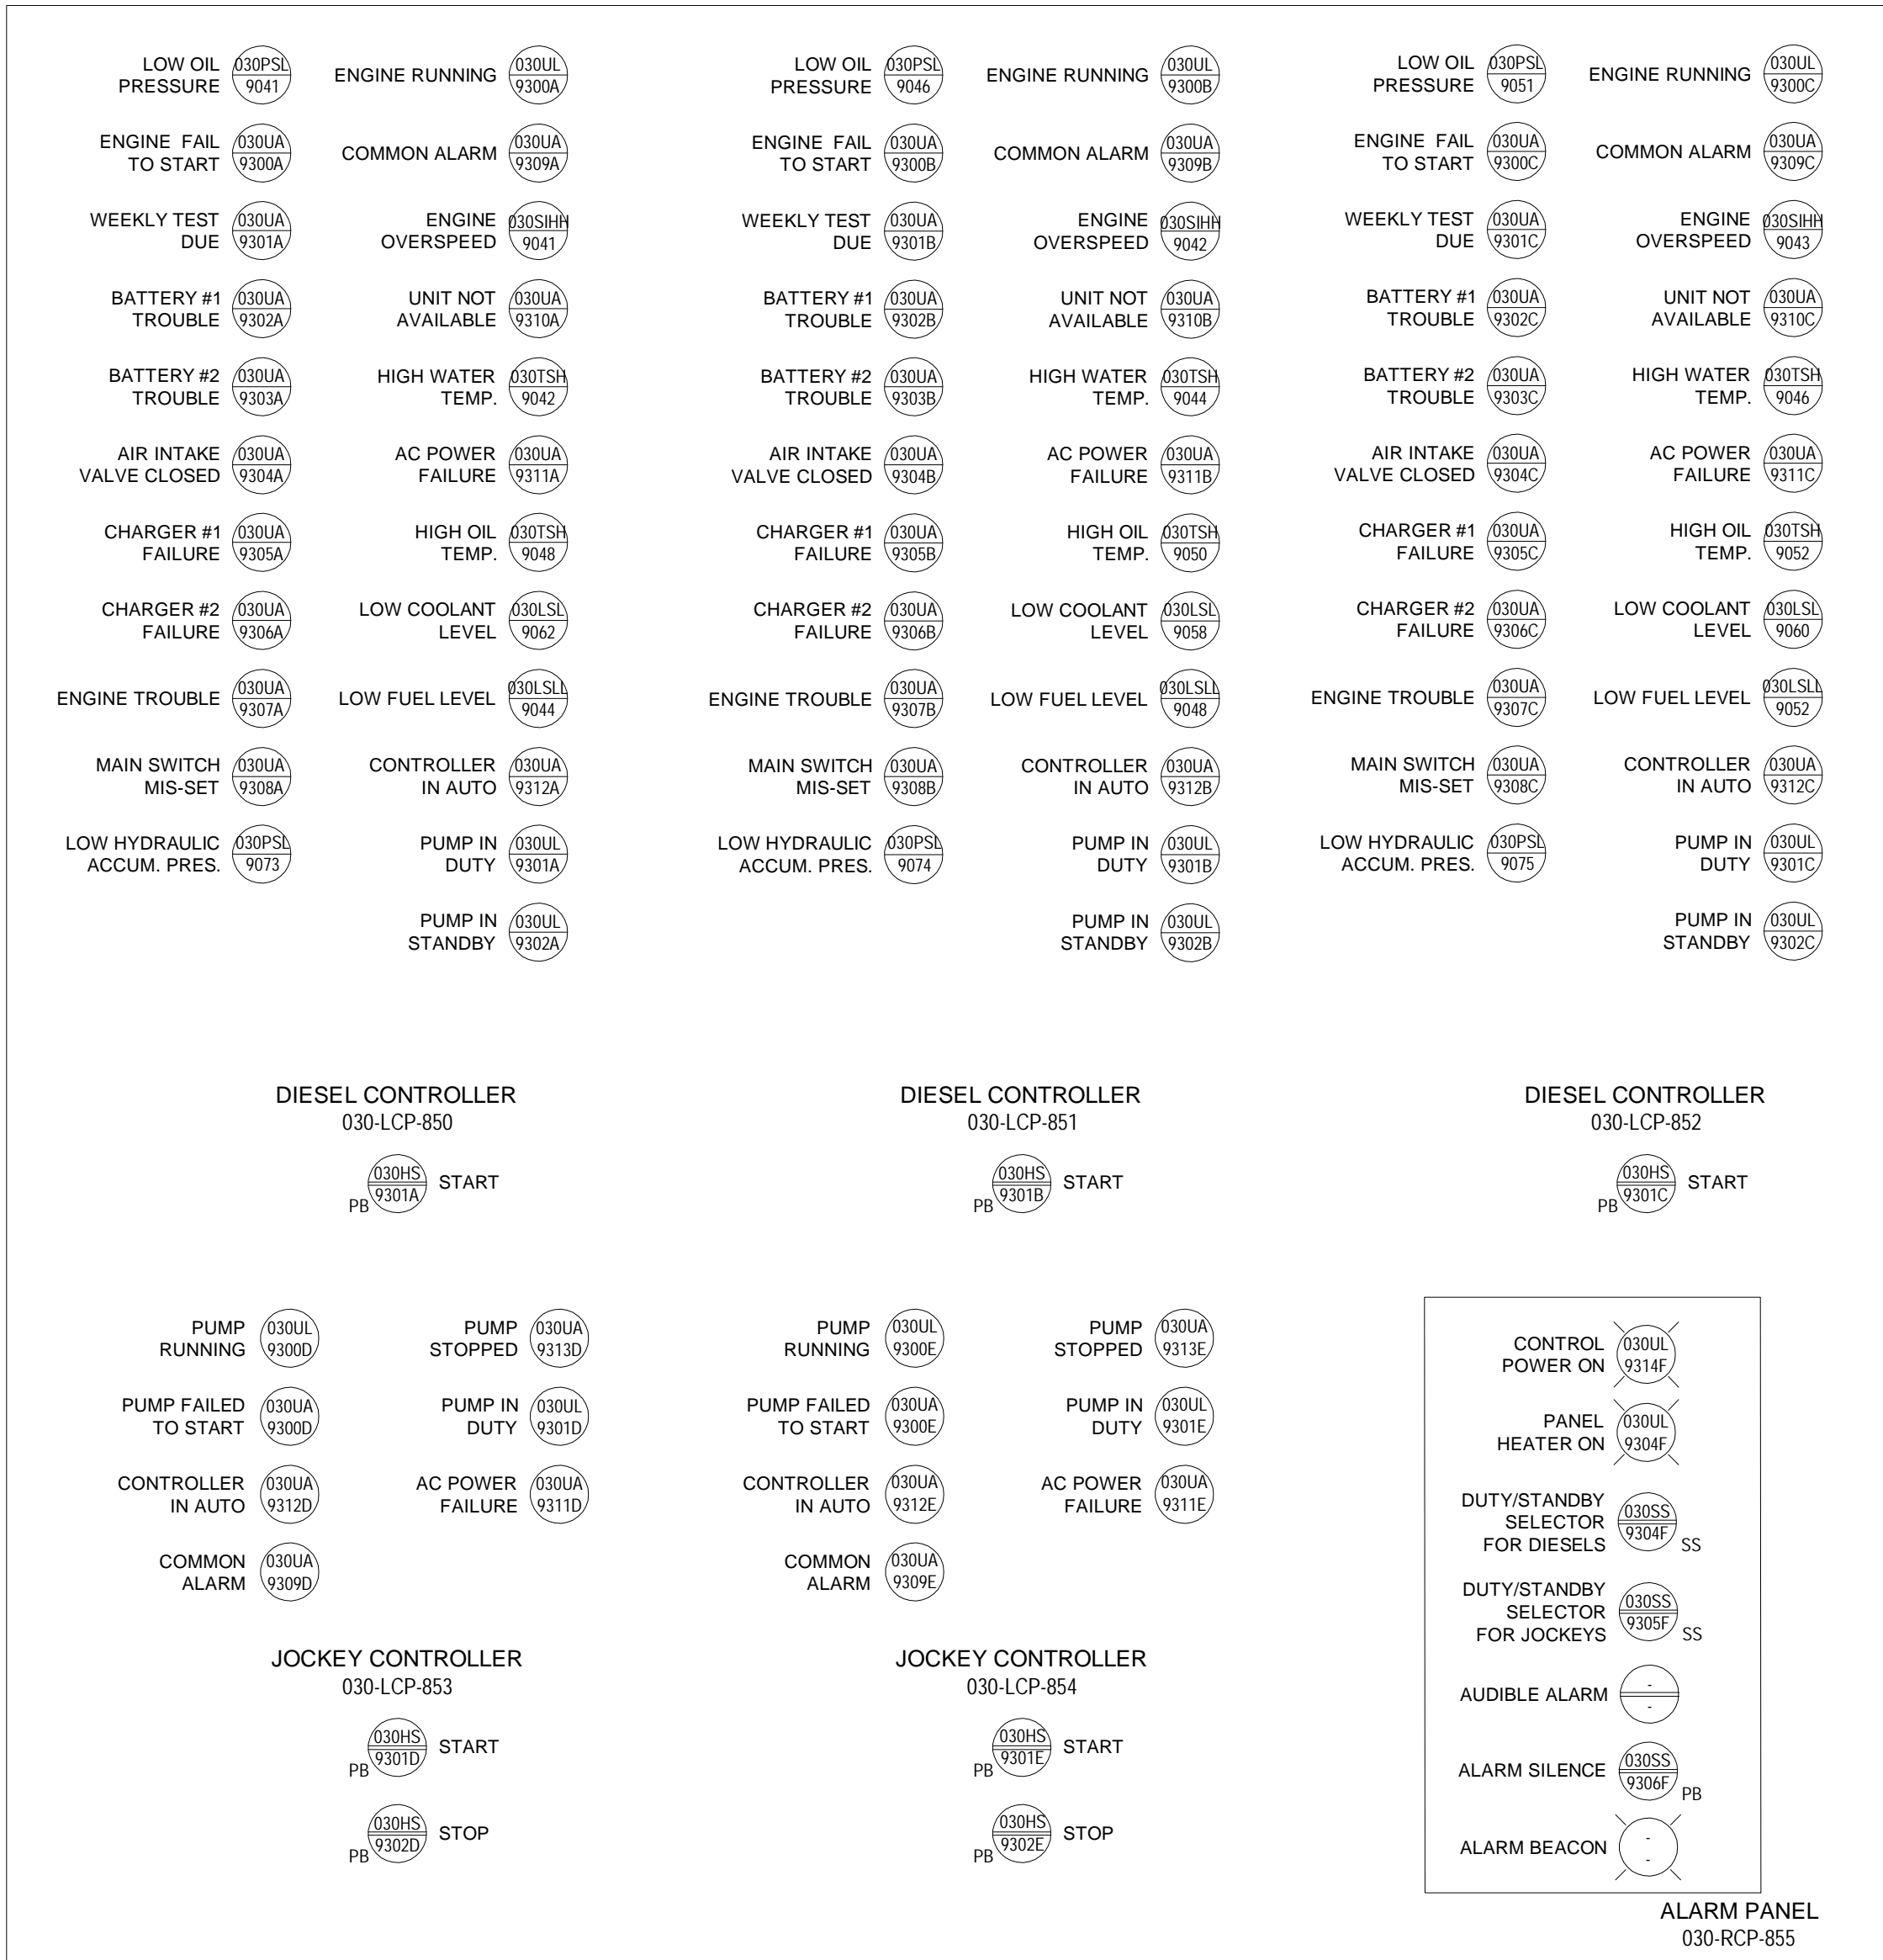 LOW OIL
PRESSURE
030PSL
9041
ENGINE RUNNING
030UL
9300A
ENGINE FAIL
TO START
030UA
9300A
COMMON ALARM
030UA
9309A
WEEKLY TEST
DUE
030UA
9301A
ENGINE
OVERSPEED
030SIHH
9041
BATTERY #1
TROUBLE
030UA
9302A
UNIT NOT
AVAILABLE
030UA
9310A
BATTERY #2
TROUBLE
030UA
9303A
HIGH WATER
TEMP.
030TSH
9042
AIR INTAKE
VALVE CLOSED
030UA
9304A
AC POWER
FAILURE
030UA
9311A
CHARGER #1
FAILURE
030UA
9305A
HIGH OIL
TEMP.
030TSH
9048
CHARGER #2
FAILURE
030UA
9306A
LOW COOLANT
LEVEL
030LSL
9062
ENGINE TROUBLE
030UA
9307A
LOW FUEL LEVEL
030LSLL
9044
MAIN SWITCH
MIS-SET
030UA
9308A
CONTROLLER
IN AUTO
030UA
9312A
LOW HYDRAULIC
ACCUM. PRES.
030PSL
9073
PUMP IN
DUTY
030UL
9301A
PUMP IN
STANDBY
030UL
9302A
DIESEL CONTROLLER
030-LCP-850
030HS
9301A
PB
START
LOW OIL
PRESSURE
030PSL
9046
ENGINE RUNNING
030UL
9300B
ENGINE FAIL
TO START
030UA
9300B
COMMON ALARM
030UA
9309B
WEEKLY TEST
DUE
030UA
9301B
ENGINE
OVERSPEED
030SIHH
9042
BATTERY #1
TROUBLE
030UA
9302B
UNIT NOT
AVAILABLE
030UA
9310B
BATTERY #2
TROUBLE
030UA
9303B
HIGH WATER
TEMP.
030TSH
9044
AIR INTAKE
VALVE CLOSED
030UA
9304B
AC POWER
FAILURE
030UA
9311B
CHARGER #1
FAILURE
030UA
9305B
HIGH OIL
TEMP.
030TSH
9050
CHARGER #2
FAILURE
030UA
9306B
LOW COOLANT
LEVEL
030LSL
9058
ENGINE TROUBLE
030UA
9307B
LOW FUEL LEVEL
030LSLL
9048
MAIN SWITCH
MIS-SET
030UA
9308B
CONTROLLER
IN AUTO
030UA
9312B
LOW HYDRAULIC
ACCUM. PRES.
030PSL
9074
PUMP IN
DUTY
030UL
9301B
PUMP IN
STANDBY
030UL
9302B
DIESEL CONTROLLER
030-LCP-851
030HS
9301B
PB
START
LOW OIL
PRESSURE
030PSL
9051
ENGINE RUNNING
030UL
9300C
ENGINE FAIL
TO START
030UA
9300C
COMMON ALARM
030UA
9309C
WEEKLY TEST
DUE
030UA
9301C
ENGINE
OVERSPEED
030SIHH
9043
BATTERY #1
TROUBLE
030UA
9302C
UNIT NOT
AVAILABLE
030UA
9310C
BATTERY #2
TROUBLE
030UA
9303C
HIGH WATER
TEMP.
030TSH
9046
AIR INTAKE
VALVE CLOSED
030UA
9304C
AC POWER
FAILURE
030UA
9311C
CHARGER #1
FAILURE
030UA
9305C
HIGH OIL
TEMP.
030TSH
9052
CHARGER #2
FAILURE
030UA
9306C
LOW COOLANT
LEVEL
030LSL
9060
ENGINE TROUBLE
030UA
9307C
LOW FUEL LEVEL
030LSLL
9052
MAIN SWITCH
MIS-SET
030UA
9308C
CONTROLLER
IN AUTO
030UA
9312C
LOW HYDRAULIC
ACCUM. PRES.
030PSL
9075
PUMP IN
DUTY
030UL
9301C
PUMP IN
STANDBY
030UL
9302C
DIESEL CONTROLLER
030-LCP-852
030HS
9301C
PB
START
PUMP
RUNNING
030UL
9300D
PUMP
STOPPED
030UA
9313D
PUMP FAILED
TO START
030UA
9300D
PUMP IN
DUTY
030UL
9301D
CONTROLLER
IN AUTO
030UA
9312D
AC POWER
FAILURE
030UA
9311D
COMMON
ALARM
030UA
9309D
JOCKEY CONTROLLER
030-LCP-853
030HS
9301D
PB
START
030HS
9302D
PB
STOP
PUMP
RUNNING
030UL
9300E
PUMP
STOPPED
030UA
9313E
PUMP FAILED
TO START
030UA
9300E
PUMP IN
DUTY
030UL
9301E
CONTROLLER
IN AUTO
030UA
9312E
AC POWER
FAILURE
030UA
9311E
COMMON
ALARM
030UA
9309E
JOCKEY CONTROLLER
030-LCP-854
030HS
9301E
PB
START
030HS
9302E
PB
STOP
CONTROL
POWER ON
030UL
9314F
PANEL
HEATER ON
030UL
9304F
DUTY/STANDBY
SELECTOR
FOR DIESELS
030SS
9304F
SS
DUTY/STANDBY
SELECTOR
FOR JOCKEYS
030SS
9305F
SS
AUDIBLE ALARM
-
-
ALARM SILENCE
030SS
9306F
PB
ALARM BEACON
-
-
ALARM PANEL
030-RCP-855